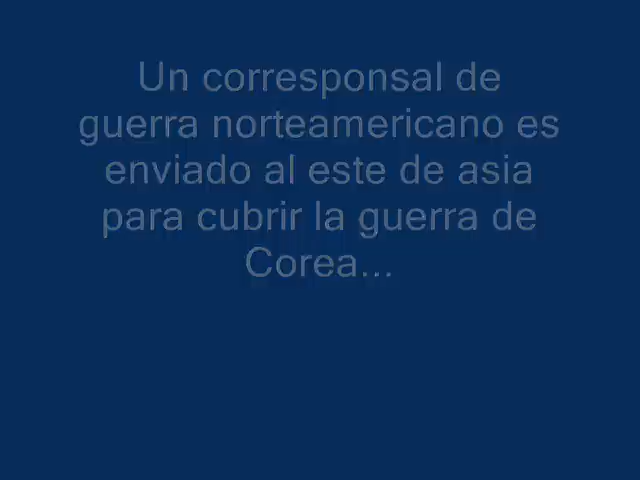 Un corresponsal de
guerra norteamericano es
enviado al este de asia
para cubrir la guerra de
Corea...